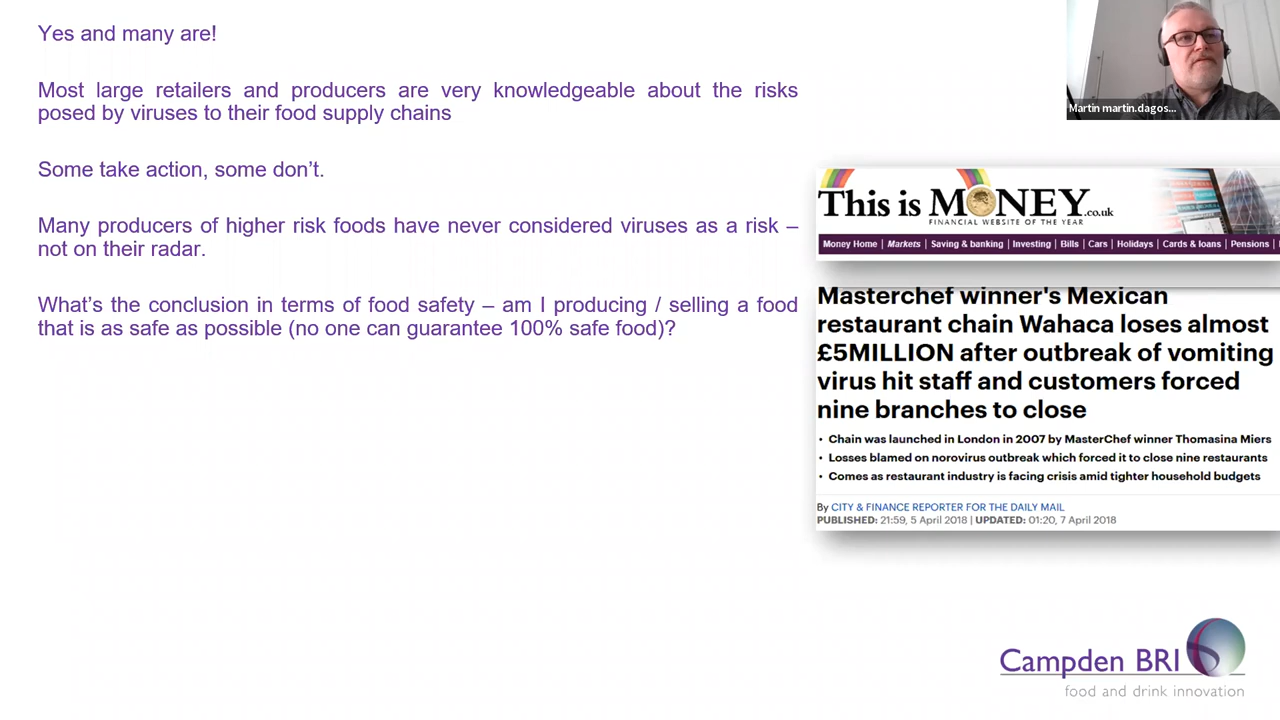 Yes and many are!
Most large retailers and producers are very knowledgeable about the risks
posed by viruses to their food supply chains
Some take action, some don’t.
Many producers of higher risk foods have never considered viruses as a risk –
not on their radar.
What’s the conclusion in terms of food safety – am I producing / selling a food
that is as safe as possible (no one can guarantee 100% safe food)?
Martin martin.dagos...
This is MONEY.co.uk
FINANCIAL WEBSITE OF THE YEAR
Money Home | Markets | Saving & banking | Investing | Bills | Cars | Holidays | Cards & loans | Pensions |
Masterchef winner's Mexican
restaurant chain Wahaca loses almost
£5MILLION after outbreak of vomiting
virus hit staff and customers forced
nine branches to close
• Chain was launched in London in 2007 by MasterChef winner Thomasina Miers
• Losses blamed on norovirus outbreak which forced it to close nine restaurants
• Comes as restaurant industry is facing crisis amid tighter household budgets
By CITY & FINANCE REPORTER FOR THE DAILY MAIL
PUBLISHED: 21:59, 5 April 2018 | UPDATED: 01:20, 7 April 2018
Campden BRI
food and drink innovation